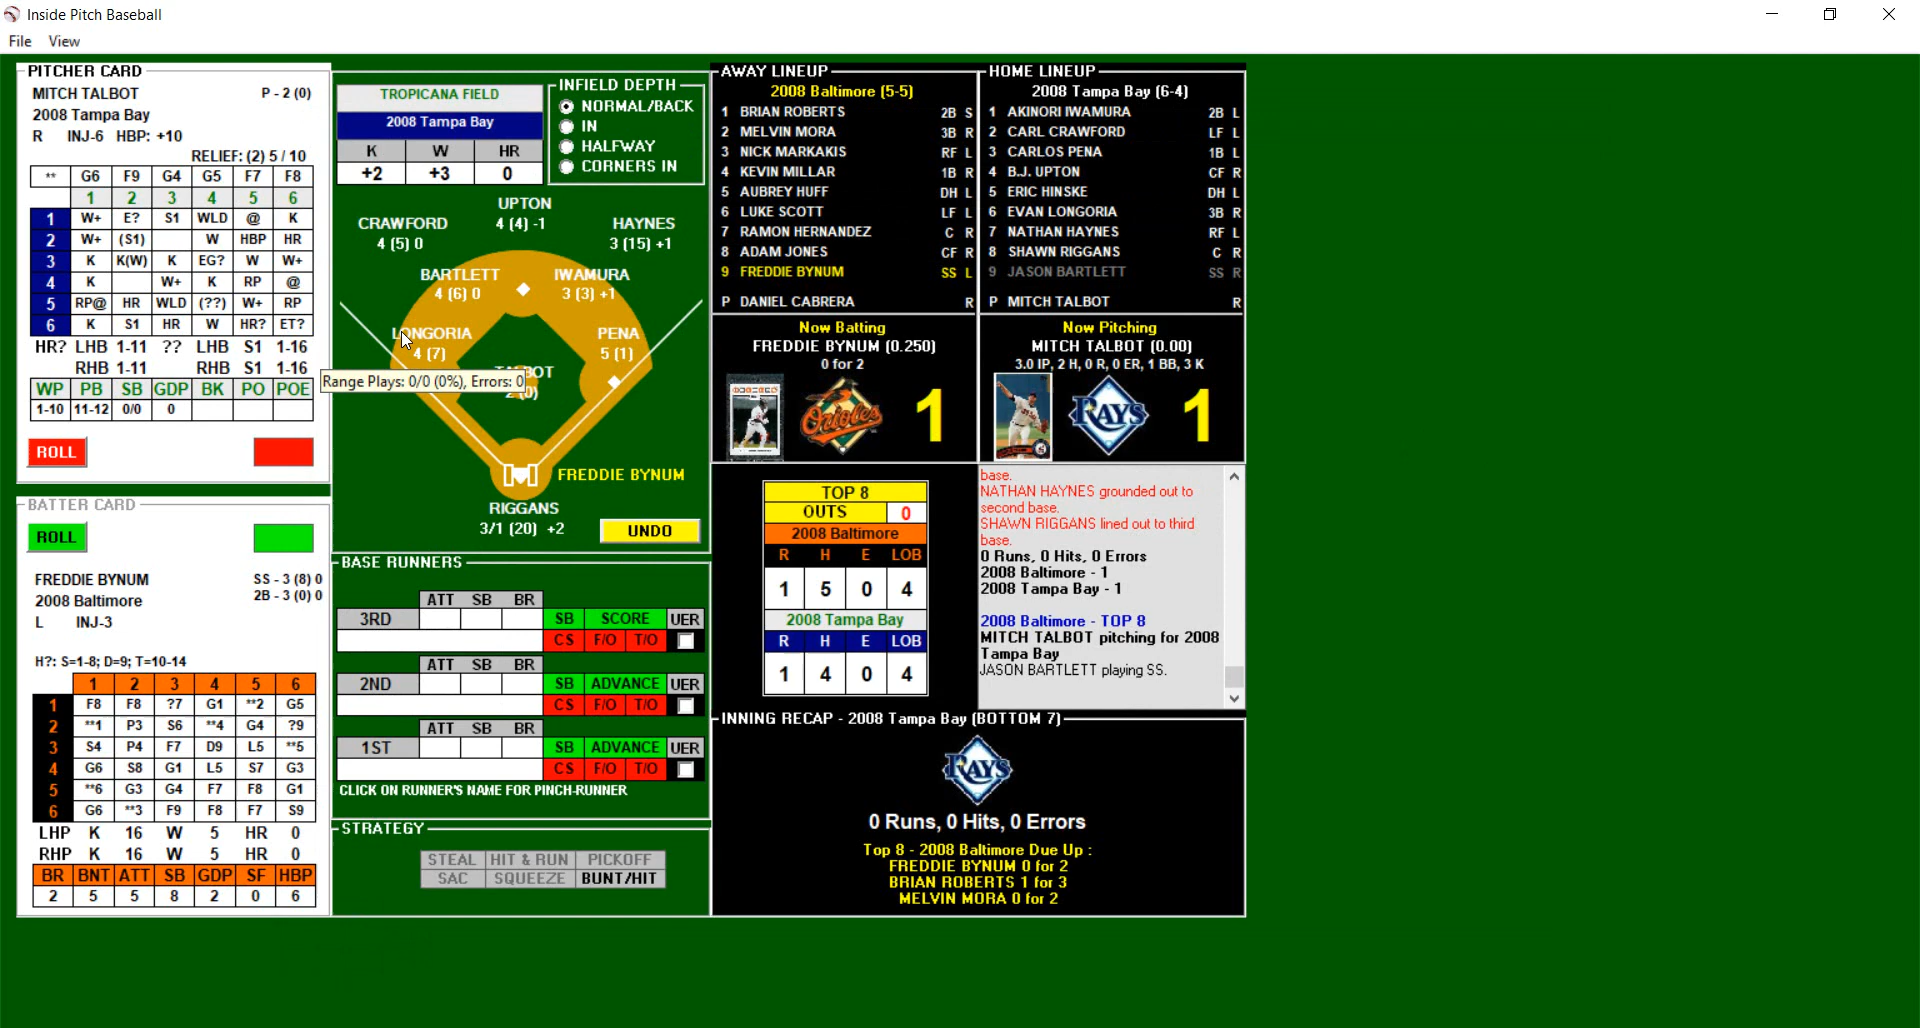 Inside Pitch Baseball
File View
PITCHER CARD
MITCH TALBOT P - 2 (0)
2008 Tampa Bay
R INJ-6 HBP: +10
RELIEF: (2) 5 / 10
** G6 F9 G4 G5 F7 F8
1 2 3 4 5 6
1 W+ E? S1 WLD @ K
2 W+ (S1) W HBP HR
3 K K(W) K EG? W W+
4 K W+ K RP @
5 RP@ HR WLD (??) W+ RP
6 K S1 HR W HR? ET?
HR? LHB 1-11 ?? LHB S1 1-16
RHB 1-11 RHB S1 1-16
WP PB SB GDP BK PO POE
1-10 11-12 0/0 0
ROLL
BATTER CARD
ROLL
FREDDIE BYNUM SS - 3 (8) 0
2008 Baltimore 2B - 3 (0) 0
L INJ-3
H?: S=1-8; D=9; T=10-14
1 2 3 4 5 6
1 F8 F8 ?7 G1 **2 G5
2 **1 P3 S6 **4 G4 ?9
3 S4 P4 F7 D9 L5 **5
4 G6 S8 G1 L5 S7 G3
5 **6 G3 G4 F7 F8 G1
6 G6 **3 F9 F8 F7 S9
LHP K 16 W 5 HR 0
RHP K 16 W 5 HR 0
BR BNT ATT SB GDP SF HBP
2 5 5 8 2 0 6
TROPICANA FIELD
2008 Tampa Bay
K W HR
+2 +3 0
INFIELD DEPTH
NORMAL/BACK
IN
HALFWAY
CORNERS IN
UPTON
4 (4) -1
CRAWFORD
4 (5) 0
HAYNES
3 (15) +1
BARTLETT
4 (6) 0
IWAMURA
3 (3) +1
LONGORIA
4 (7)
PENA
5 (1)
Range Plays: 0/0 (0%), Errors: 0
FREDDIE BYNUM
RIGGANS
3/1 (20) +2
UNDO
BASE RUNNERS
ATT SB BR
3RD SB SCORE UER
CS F/O T/O
ATT SB BR
2ND SB ADVANCE UER
CS F/O T/O
ATT SB BR
1ST SB ADVANCE UER
CS F/O T/O
CLICK ON RUNNER'S NAME FOR PINCH-RUNNER
STRATEGY
STEAL HIT & RUN PICKOFF
SAC SQUEEZE BUNT/HIT
AWAY LINEUP
2008 Baltimore (5-5)
1 BRIAN ROBERTS 2B S
2 MELVIN MORA 3B R
3 NICK MARKAKIS RF L
4 KEVIN MILLAR 1B R
5 AUBREY HUFF DH L
6 LUKE SCOTT LF L
7 RAMON HERNANDEZ C R
8 ADAM JONES CF R
9 FREDDIE BYNUM SS L
P DANIEL CABRERA R
HOME LINEUP
2008 Tampa Bay (6-4)
1 AKINORI IWAMURA 2B L
2 CARL CRAWFORD LF L
3 CARLOS PENA 1B L
4 B.J. UPTON CF R
5 ERIC HINSKE DH L
6 EVAN LONGORIA 3B R
7 NATHAN HAYNES RF L
8 SHAWN RIGGANS C R
9 JASON BARTLETT SS R
P MITCH TALBOT R
Now Batting
FREDDIE BYNUM (0.250)
0 for 2
Orioles
1
Now Pitching
MITCH TALBOT (0.00)
3.0 IP, 2 H, 0 R, 0 ER, 1 BB, 3 K
RAYS
1
TOP 8
OUTS 0
2008 Baltimore
R H E LOB
1 5 0 4
2008 Tampa Bay
R H E LOB
1 4 0 4
base.
NATHAN HAYNES grounded out to
second base.
SHAWN RIGGANS lined out to third
base.
0 Runs, 0 Hits, 0 Errors
2008 Baltimore - 1
2008 Tampa Bay - 1
2008 Baltimore - TOP 8
MITCH TALBOT pitching for 2008
Tampa Bay
JASON BARTLETT playing SS.
INNING RECAP - 2008 Tampa Bay (BOTTOM 7)
RAYS
0 Runs, 0 Hits, 0 Errors
Top 8 - 2008 Baltimore Due Up :
FREDDIE BYNUM 0 for 2
BRIAN ROBERTS 1 for 3
MELVIN MORA 0 for 2